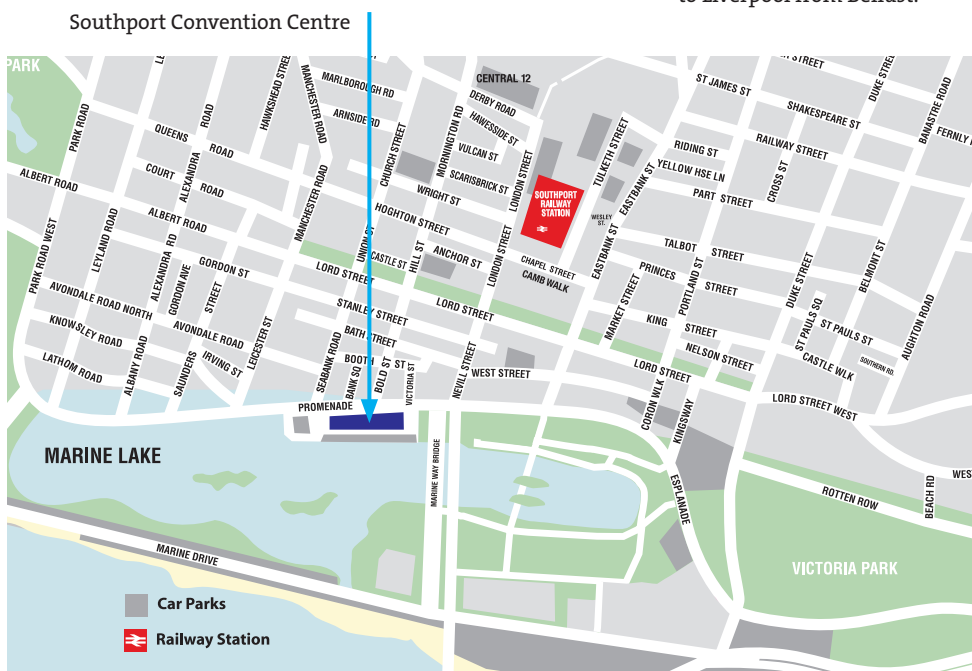 to Liverpool from Belfast.
Southport Convention Centre
PARK
PARK ROAD
HAWKSHEAD STREET
MANCHESTER ROAD
MARLBOROUGH RD
ARNSIDE RD
CENTRAL 12
DERBY ROAD
HAWESSIDE ST
VULCAN ST
SCARISBRICK ST
MORNINGTON RD
CHURCH STREET
WRIGHT ST
LONDON STREET
TULKETH STREET
ST JAMES ST
SHAKESPEARE ST
DUKE STREET
BANASTRE ROAD
RAILWAY STREET
RIDING ST
YELLOW HSE LN
PART STREET
CROSS ST
QUEENS ROAD
COURT ROAD
ALEXANDRA ROAD
ALBERT ROAD
ALBERT ROAD
LEYLAND ROAD
PARK ROAD WEST
MANCHESTER ROAD
HOGHTON STREET
UNION ST
CASTLE ST
HILL ST
ANCHOR ST
SOUTHPORT
RAILWAY
STATION
WESLEY
ST.
EASTBANK ST
EASTBANK ST
CHAPEL STREET
CAMB WALK
TALBOT STREET
PRINCES STREET
PORTLAND ST
DUKE STREET
BELMONT ST
AUGHTON ROAD
ALEXANDRA RD
GORDON AVE
GORDON ST
LORD STREET
LONDON STREET
LORD STREET
MARKET STREET
KING STREET
NELSON STREET
ST PAULS SQ
ST PAULS ST
CASTLE WLK
SOUTHERN RD.
AVONDALE ROAD NORTH
AVONDALE ROAD
KNOWSLEY ROAD
LATHOM ROAD
ALBANY ROAD
SAUNDERS STREET
IRVING ST
LEICESTER ST
STANLEY STREET
BATH STREET
BOOTH ST
SEABANK ROAD
BANK SQ
BOLD ST
VICTORIA ST
NEVILL STREET
WEST STREET
LORD STREET
CORON WLK
KINGSWAY
LORD STREET WEST
PROMENADE
MARINE LAKE
MARINE WAY BRIDGE
ESPLANADE
ROTTEN ROW
BEACH RD
VICTORIA PARK
MARINE DRIVE
Car Parks
Railway Station